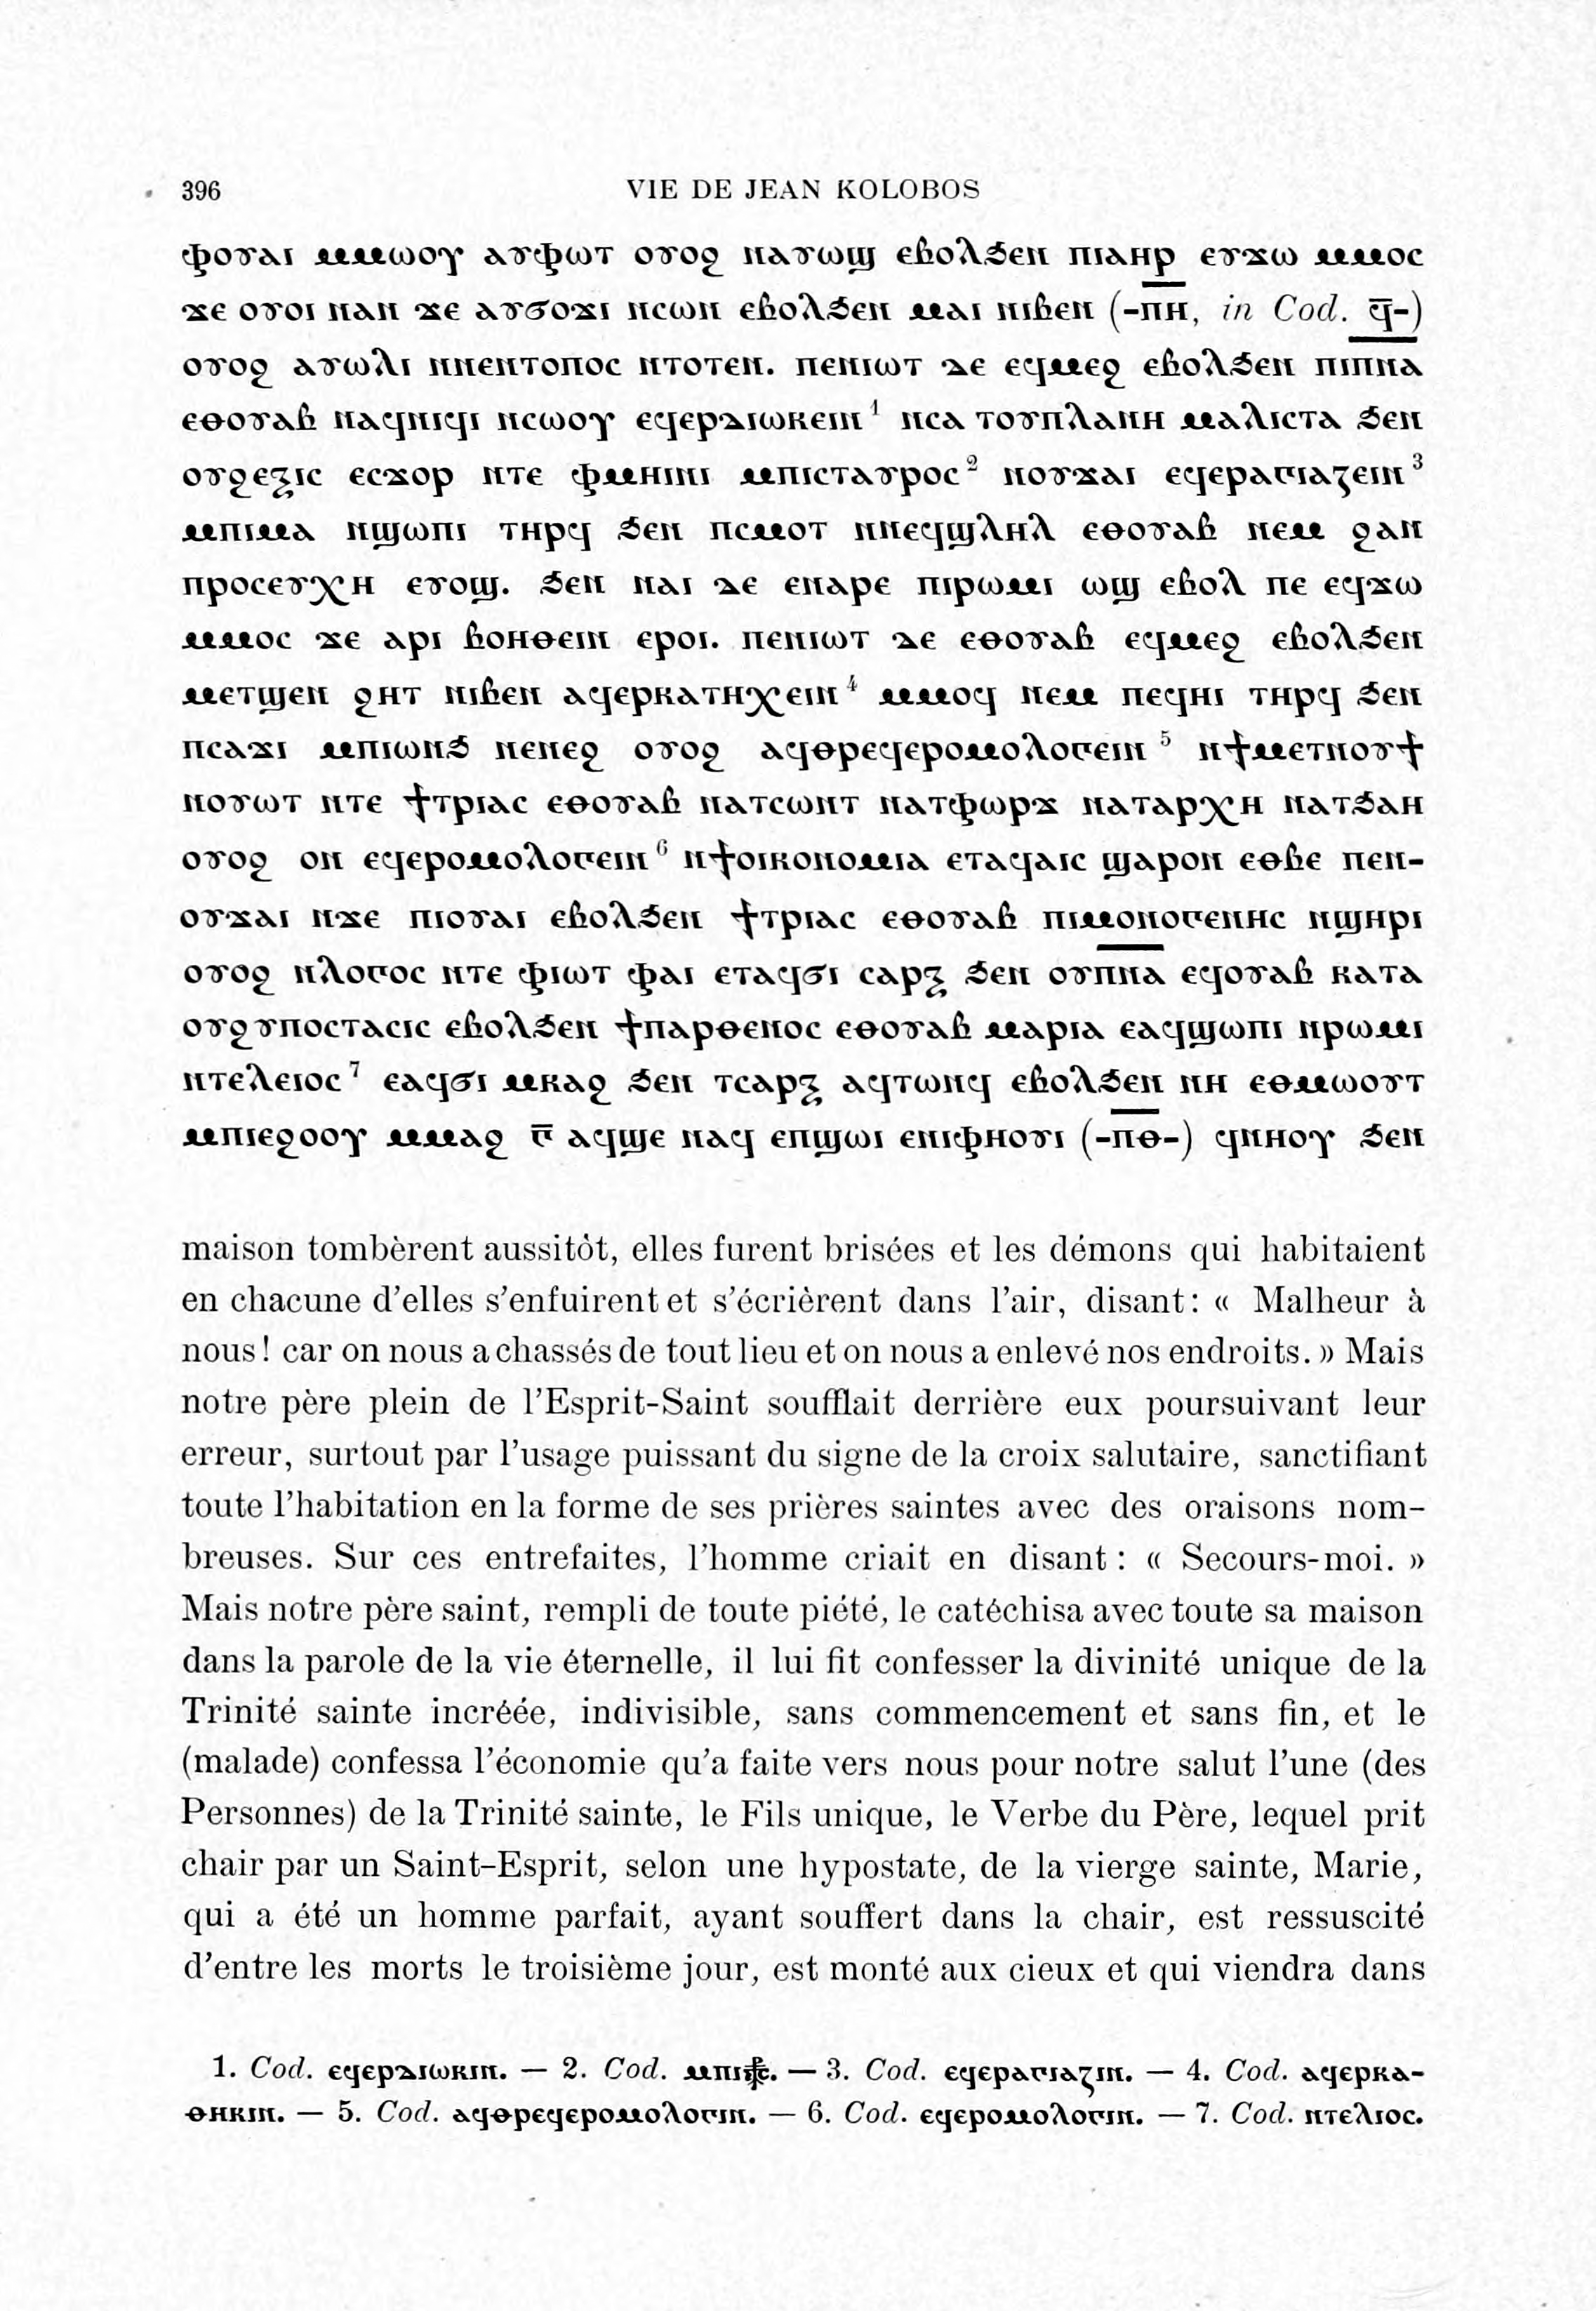 396 VIE DE JEAN KOLOBOS
ⲫⲟⲩⲁⲓ ⲙⲙⲱⲟⲩ ⲁⲩⲫⲱⲧ ⲟⲩⲟϩ ⲛⲁⲩⲱϣ ⲉⲃⲟⲗϧⲉⲛ ⲡⲓⲁⲏⲣ ⲉⲩϫⲱ ⲙⲙⲟⲥ
ϫⲉ ⲟⲩⲟⲓ ⲛⲁⲛ ϫⲉ ⲁⲩϭⲟϫⲓ ⲛⲥⲱⲛ ⲉⲃⲟⲗϧⲉⲛ ⲙⲁⲓ ⲛⲓⲃⲉⲛ (-ⲡ̅ⲏ̅, in Cod. ϥ̅-)
ⲟⲩⲟϩ ⲁⲩⲱⲗⲓ ⲛⲛⲉⲛⲧⲟⲡⲟⲥ ⲛⲧⲟⲧⲉⲛ. ⲡⲉⲛⲓⲱⲧ ⲇⲉ ⲉϥⲙⲉϩ ⲉⲃⲟⲗϧⲉⲛ ⲡⲓⲡ̅ⲛ̅ⲁ̅
ⲉⲑⲟⲩⲁⲃ ⲛⲁϥⲛⲓϥⲓ ⲛⲥⲱⲟⲩ ⲉϥⲉⲣⲇⲓⲱⲕⲉⲓⲛ ¹ ⲛⲥⲁ ⲧⲟⲩⲡⲗⲁⲛⲏ ⲙⲁⲗⲓⲥⲧⲁ ϧⲉⲛ
ⲟⲩϩⲉⲝⲓⲥ ⲉⲥϫⲟⲣ ⲛⲧⲉ ⲫⲙⲏⲓⲛⲓ ⲙⲡⲓⲥⲧⲁⲩⲣⲟⲥ ² ⲛⲟⲩϫⲁⲓ ⲉϥⲉⲣⲁⲅⲓⲁⲍⲉⲓⲛ ³
ⲙⲡⲓⲙⲁ ⲛϣⲱⲡⲓ ⲧⲏⲣϥ ϧⲉⲛ ⲡⲥⲙⲟⲧ ⲛⲛⲉϥϣⲗⲏⲗ ⲉⲑⲟⲩⲁⲃ ⲛⲉⲙ ϩⲁⲛ
ⲡⲣⲟⲥⲉⲩⲭⲏ ⲉⲩⲟϣ. ϧⲉⲛ ⲛⲁⲓ ⲇⲉ ⲉⲛⲁⲣⲉ ⲡⲓⲣⲱⲙⲓ ⲱϣ ⲉⲃⲟⲗ ⲡⲉ ⲉϥϫⲱ
ⲙⲙⲟⲥ ϫⲉ ⲁⲣⲓ ⲃⲟⲏⲑⲉⲓⲛ ⲉⲣⲟⲓ. ⲡⲉⲛⲓⲱⲧ ⲇⲉ ⲉⲑⲟⲩⲁⲃ ⲉϥⲙⲉϩ ⲉⲃⲟⲗϧⲉⲛ
ⲙⲉⲧϣⲉⲛ ϩⲏⲧ ⲛⲓⲃⲉⲛ ⲁϥⲉⲣⲕⲁⲧⲏⲭⲉⲓⲛ ⁴ ⲙⲙⲟϥ ⲛⲉⲙ ⲡⲉϥⲏⲓ ⲧⲏⲣϥ ϧⲉⲛ
ⲡⲥⲁϫⲓ ⲙⲡⲓⲱⲛϧ ⲛⲉⲛⲉϩ ⲟⲩⲟϩ ⲁϥⲑⲣⲉϥⲉⲣⲟⲙⲟⲗⲟⲅⲉⲓⲛ ⁵ ⲛϯⲙⲉⲧⲛⲟⲩϯ
ⲛⲟⲩⲱⲧ ⲛⲧⲉ ϯⲧⲣⲓⲁⲥ ⲉⲑⲟⲩⲁⲃ ⲛⲁⲧⲥⲱⲛⲧ ⲛⲁⲧⲫⲱⲣϫ ⲛⲁⲧⲁⲣⲭⲏ ⲛⲁⲧϧⲁⲏ
ⲟⲩⲟϩ ⲟⲛ ⲉϥⲉⲣⲟⲙⲟⲗⲟⲅⲉⲓⲛ ⁶ ⲛϯⲟⲓⲕⲟⲛⲟⲙⲓⲁ ⲉⲧⲁϥⲁⲓⲥ ϣⲁⲣⲟⲛ ⲉⲑⲃⲉ ⲡⲉⲛ-
ⲟⲩϫⲁⲓ ⲛϫⲉ ⲡⲓⲟⲩⲁⲓ ⲉⲃⲟⲗϧⲉⲛ ϯⲧⲣⲓⲁⲥ ⲉⲑⲟⲩⲁⲃ ⲡⲓⲙⲟⲛⲟⲅⲉⲛⲏⲥ ⲛϣⲏⲣⲓ
ⲟⲩⲟϩ ⲛⲗⲟⲅⲟⲥ ⲛⲧⲉ ⲫⲓⲱⲧ ⲫⲁⲓ ⲉⲧⲁϥϭⲓ ⲥⲁⲣⲝ ϧⲉⲛ ⲟⲩⲡ̅ⲛ̅ⲁ̅ ⲉϥⲟⲩⲁⲃ ⲕⲁⲧⲁ
ⲟⲩϩⲩⲡⲟⲥⲧⲁⲥⲓⲥ ⲉⲃⲟⲗϧⲉⲛ ϯⲡⲁⲣⲑⲉⲛⲟⲥ ⲉⲑⲟⲩⲁⲃ ⲙⲁⲣⲓⲁ ⲉⲁϥϣⲱⲡⲓ ⲛⲣⲱⲙⲓ
ⲛⲧⲉⲗⲉⲓⲟⲥ ⁷ ⲉⲁϥϭⲓ ⲙⲕⲁϩ ϧⲉⲛ ⲧⲥⲁⲣⲝ ⲁϥⲧⲱⲛϥ ⲉⲃⲟⲗϧⲉⲛ ⲛⲏ ⲉⲑⲙⲱⲟⲩⲧ
ⲙⲡⲓⲉϩⲟⲟⲩ ⲙⲙⲁϩ ⲅ̅ ⲁϥϣⲉ ⲛⲁϥ ⲉⲡϣⲱⲓ ⲉⲛⲓⲫⲏⲟⲩⲓ (-ⲡ̅ⲑ̅-) ϥⲛⲏⲟⲩ ϧⲉⲛ
maison tombèrent aussitôt, elles furent brisées et les démons qui habitaient
en chacune d'elles s'enfuirent et s'écrièrent dans l'air, disant: « Malheur à
nous! car on nous a chassés de tout lieu et on nous a enlevé nos endroits. » Mais
notre père plein de l'Esprit-Saint soufflait derrière eux poursuivant leur
erreur, surtout par l'usage puissant du signe de la croix salutaire, sanctifiant
toute l'habitation en la forme de ses prières saintes avec des oraisons nom-
breuses. Sur ces entrefaites, l'homme criait en disant : « Secours-moi. »
Mais notre père saint, rempli de toute piété, le catéchisa avec toute sa maison
dans la parole de la vie éternelle, il lui fit confesser la divinité unique de la
Trinité sainte incréée, indivisible, sans commencement et sans fin, et le
(malade) confessa l'économie qu'a faite vers nous pour notre salut l'une (des
Personnes) de la Trinité sainte, le Fils unique, le Verbe du Père, lequel prit
chair par un Saint-Esprit, selon une hypostate, de la vierge sainte, Marie,
qui a été un homme parfait, ayant souffert dans la chair, est ressuscité
d'entre les morts le troisième jour, est monté aux cieux et qui viendra dans
1. Cod. ⲉϥⲉⲣⲇⲓⲱⲕⲓⲛ. — 2. Cod. — 3. Cod. ⲉϥⲉⲣⲁⲅⲓⲁⲍⲓⲛ. — 4. Cod. ⲁϥⲉⲣⲕⲁ-
ⲑⲏⲕⲓⲛ. — 5. Cod. ⲁϥⲑⲣⲉϥⲉⲣⲟⲙⲟⲗⲟⲅⲓⲛ. — 6. Cod. ⲉϥⲉⲣⲟⲙⲟⲗⲟⲅⲓⲛ. — 7. Cod. ⲛⲧⲉⲗⲓⲟⲥ.